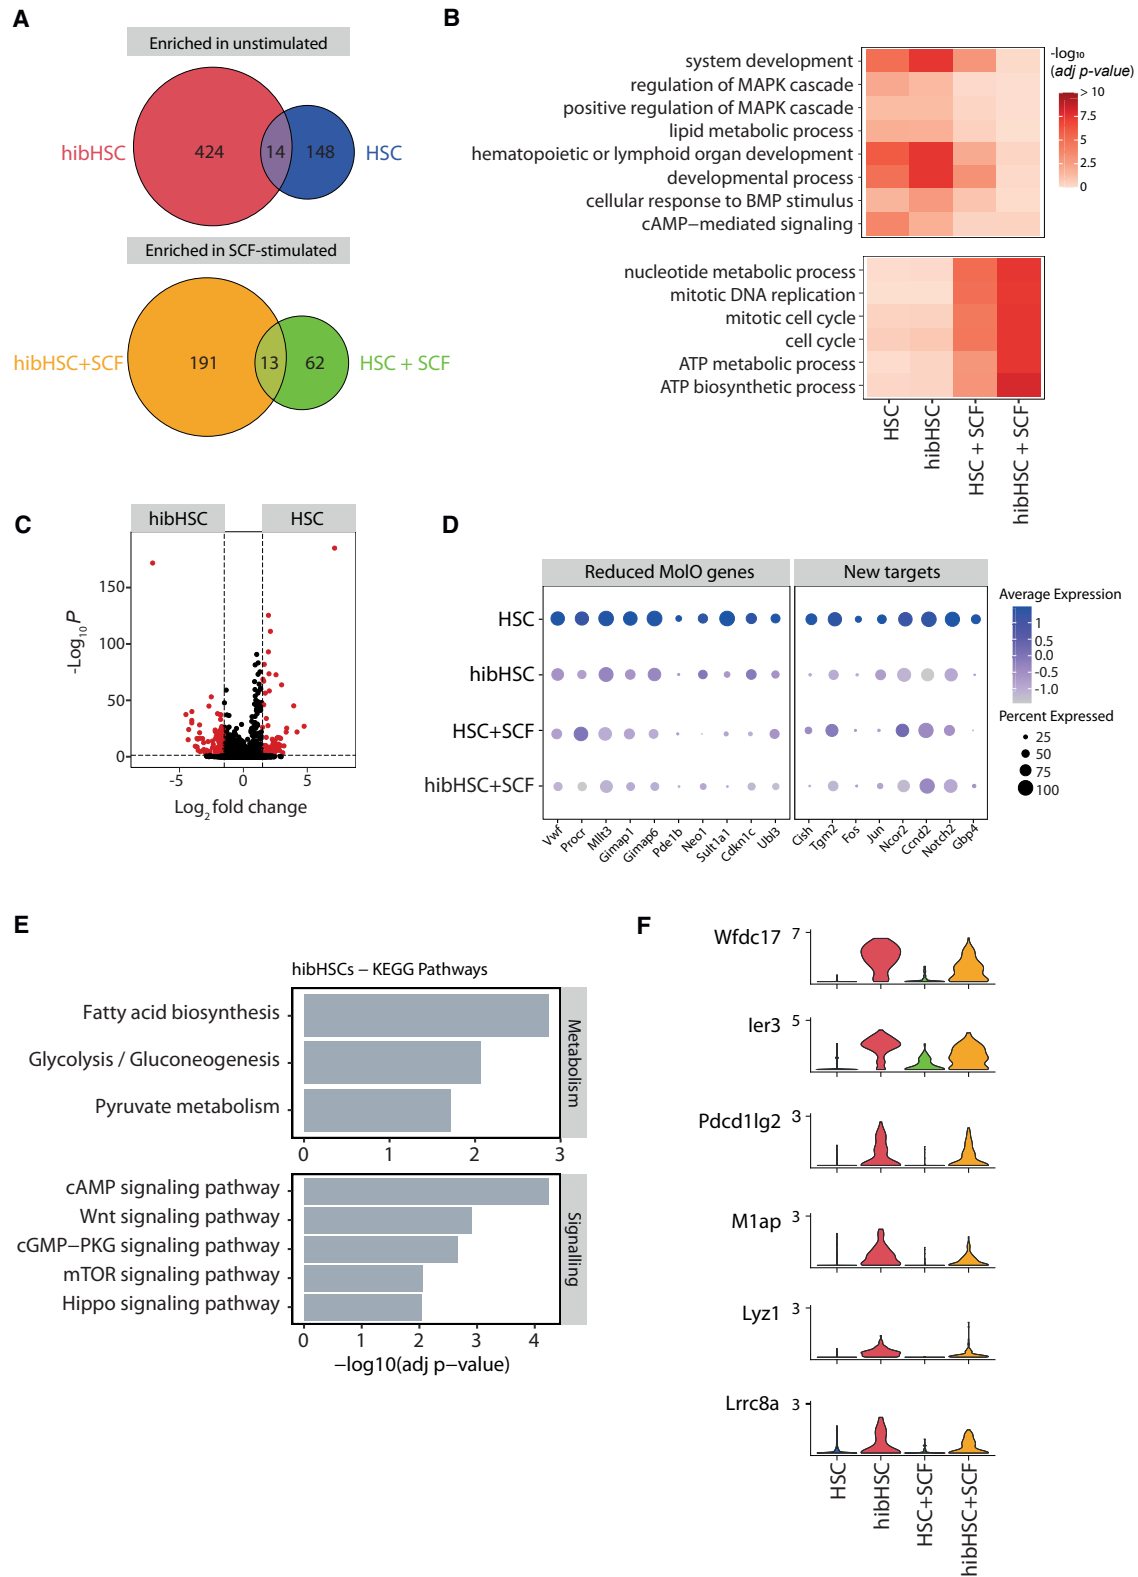 A
Enriched in unstimulated
hibHSC
424
14
148
HSC
Enriched in SCF-stimulated
hibHSC+SCF
191
13
62
HSC + SCF
B
system development
regulation of MAPK cascade
positive regulation of MAPK cascade
lipid metabolic process
hematopoietic or lymphoid organ development
developmental process
cellular response to BMP stimulus
cAMP−mediated signaling
nucleotide metabolic process
mitotic DNA replication
mitotic cell cycle
cell cycle
ATP metabolic process
ATP biosynthetic process
HSC
hibHSC
HSC + SCF
hibHSC + SCF
-log₁₀
(adj p-value)
> 10
7.5
5
2.5
0
C
hibHSC
HSC
-Log₁₀ P
150
100
50
0
-5
0
5
Log₂ fold change
D
Reduced MolO genes
New targets
HSC
hibHSC
HSC+SCF
hibHSC+SCF
Vwf
Procr
Mllt3
Gimap1
Gimap6
Pde1b
Neo1
Sult1a1
Cdkn1c
Ubl3
Cish
Tgm2
Fos
Jun
Ncor2
Ccnd2
Notch2
Gbp4
Average Expression
1
0.5
0.0
-0.5
-1.0
Percent Expressed
25
50
75
100
E
hibHSCs − KEGG Pathways
Fatty acid biosynthesis
Glycolysis / Gluconeogenesis
Pyruvate metabolism
Metabolism
0
1
2
3
cAMP signaling pathway
Wnt signaling pathway
cGMP−PKG signaling pathway
mTOR signaling pathway
Hippo signaling pathway
Signalling
0
1
2
3
4
−log10(adj p−value)
F
Wfdc17
7
Ier3
5
Pdcd1lg2
3
M1ap
3
Lyz1
3
Lrrc8a
3
HSC
hibHSC
HSC+SCF
hibHSC+SCF